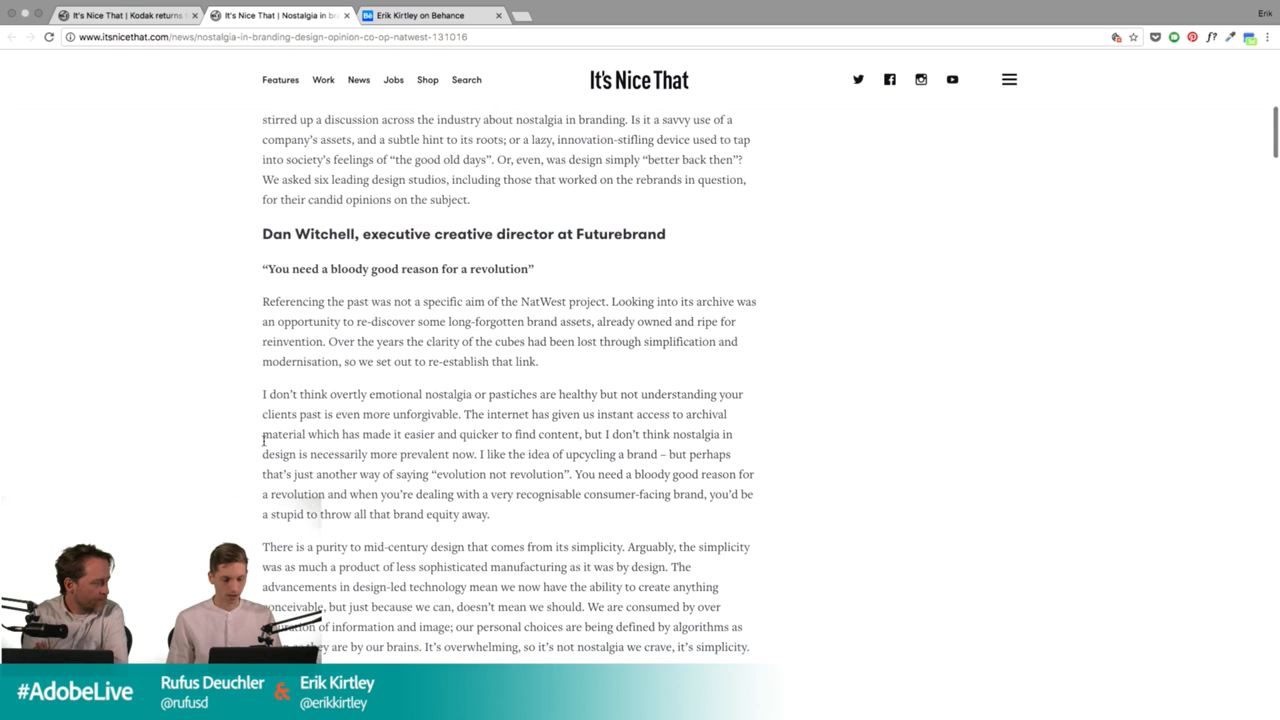 It's Nice That | Kodak returns
It's Nice That | Nostalgia in br
Erik Kirtley on Behance
Erik
www.itsnicethat.com/news/nostalgia-in-branding-design-opinion-co-op-natwest-131016
Features Work News Jobs Shop Search
It's Nice That
stirred up a discussion across the industry about nostalgia in branding. Is it a savvy use of a
company's assets, and a subtle hint to its roots; or a lazy, innovation-stifling device used to tap
into society's feelings of “the good old days”. Or, even, was design simply “better back then”?
We asked six leading design studios, including those that worked on the rebrands in question,
for their candid opinions on the subject.
Dan Witchell, executive creative director at Futurebrand
“You need a bloody good reason for a revolution”
Referencing the past was not a specific aim of the NatWest project. Looking into its archive was
an opportunity to re-discover some long-forgotten brand assets, already owned and ripe for
reinvention. Over the years the clarity of the cubes had been lost through simplification and
modernisation, so we set out to re-establish that link.
I don't think overtly emotional nostalgia or pastiches are healthy but not understanding your
clients past is even more unforgivable. The internet has given us instant access to archival
material which has made it easier and quicker to find content, but I don't think nostalgia in
design is necessarily more prevalent now. I like the idea of upcycling a brand – but perhaps
that's just another way of saying “evolution not revolution”. You need a bloody good reason for
a revolution and when you're dealing with a very recognisable consumer-facing brand, you'd be
a stupid to throw all that brand equity away.
There is a purity to mid-century design that comes from its simplicity. Arguably, the simplicity
was as much a product of less sophisticated manufacturing as it was by design. The
advancements in design-led technology mean we now have the ability to create anything
conceivable, but just because we can, doesn't mean we should. We are consumed by over
of information and image; our personal choices are being defined by algorithms as
are by our brains. It's overwhelming, so it's not nostalgia we crave, it's simplicity.
#AdobeLive
Rufus Deuchler
@rufusd
&
Erik Kirtley
@erikkirtley